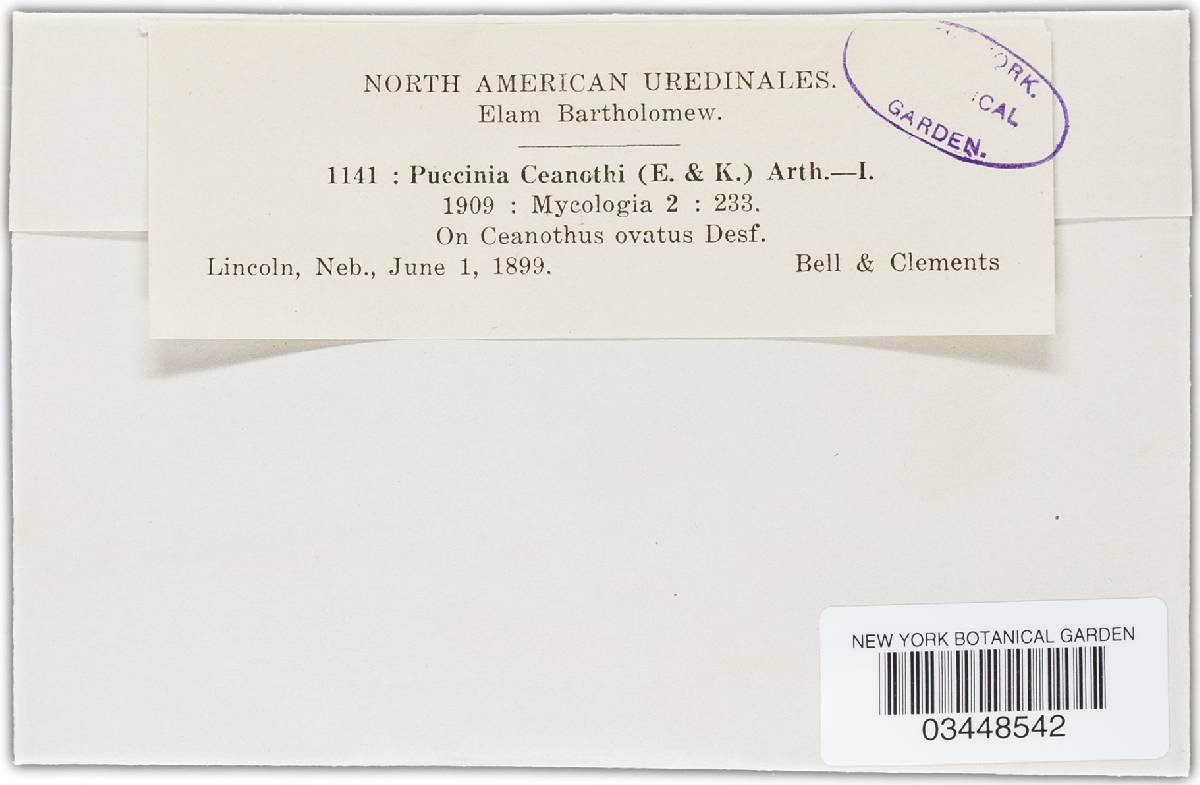 NORTH AMERICAN UREDINALES.
Elam Bartholomew.
1141 : Puccinia Ceanothi (E. & K.) Arth.—I.
1909 : Mycologia 2 : 233.
On Ceanothus ovatus Desf.
Lincoln, Neb., June 1, 1899. Bell & Clements
GARDEN.
NEW YORK BOTANICAL GARDEN
03448542